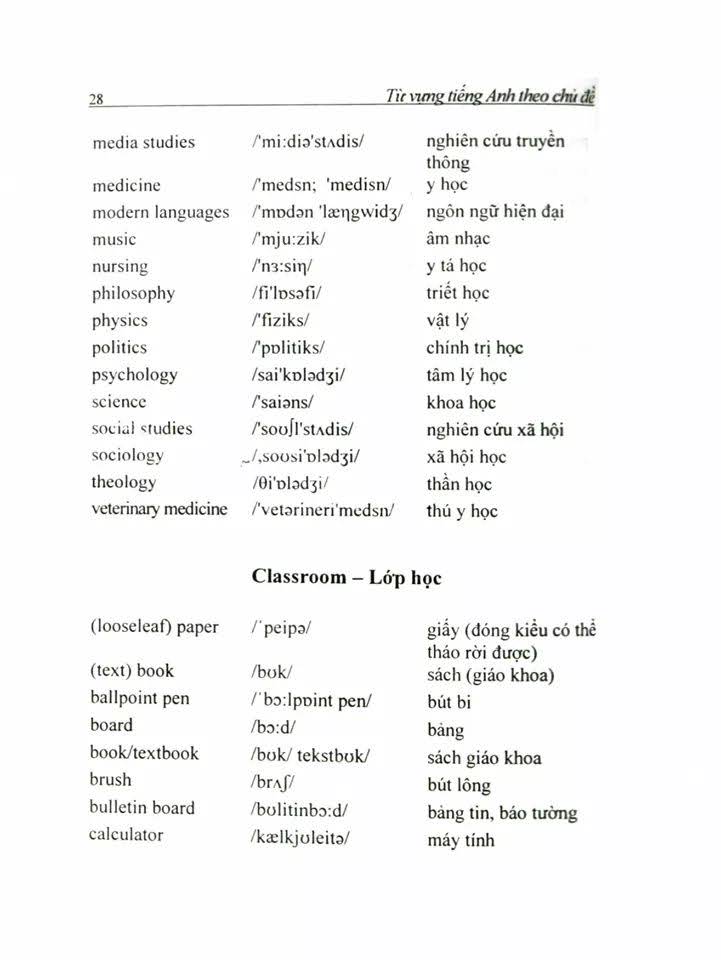 28 Từ vựng tiếng Anh theo chủ đề
media studies /'mi:diə'stʌdis/ nghiên cứu truyền
thông
medicine /'medsn; 'medisn/ y học
modern languages /'mɒdən 'læŋgwidʒ/ ngôn ngữ hiện đại
music /'mju:zik/ âm nhạc
nursing /'nɜ:siŋ/ y tá học
philosophy /fi'lɒsəfi/ triết học
physics /'fiziks/ vật lý
politics /'pɒlitiks/ chính trị học
psychology /sai'kɒlədʒi/ tâm lý học
science /'saiəns/ khoa học
social studies /'soʊʃl'stʌdis/ nghiên cứu xã hội
sociology /,soʊsi'ɒlədʒi/ xã hội học
theology /θi'ɒlədʒi/ thần học
veterinary medicine /'vetərineri'medsn/ thú y học
Classroom – Lớp học
(looseleaf) paper /'peipə/ giấy (đóng kiểu có thể
tháo rời được)
(text) book /bʊk/ sách (giáo khoa)
ballpoint pen /'bɔ:lpɒint pen/ bút bi
board /bɔ:d/ bảng
book/textbook /bʊk/ tekstbʊk/ sách giáo khoa
brush /brʌʃ/ bút lông
bulletin board /bʊlitinbɔ:d/ bảng tin, báo tường
calculator /kælkjʊleitə/ máy tính